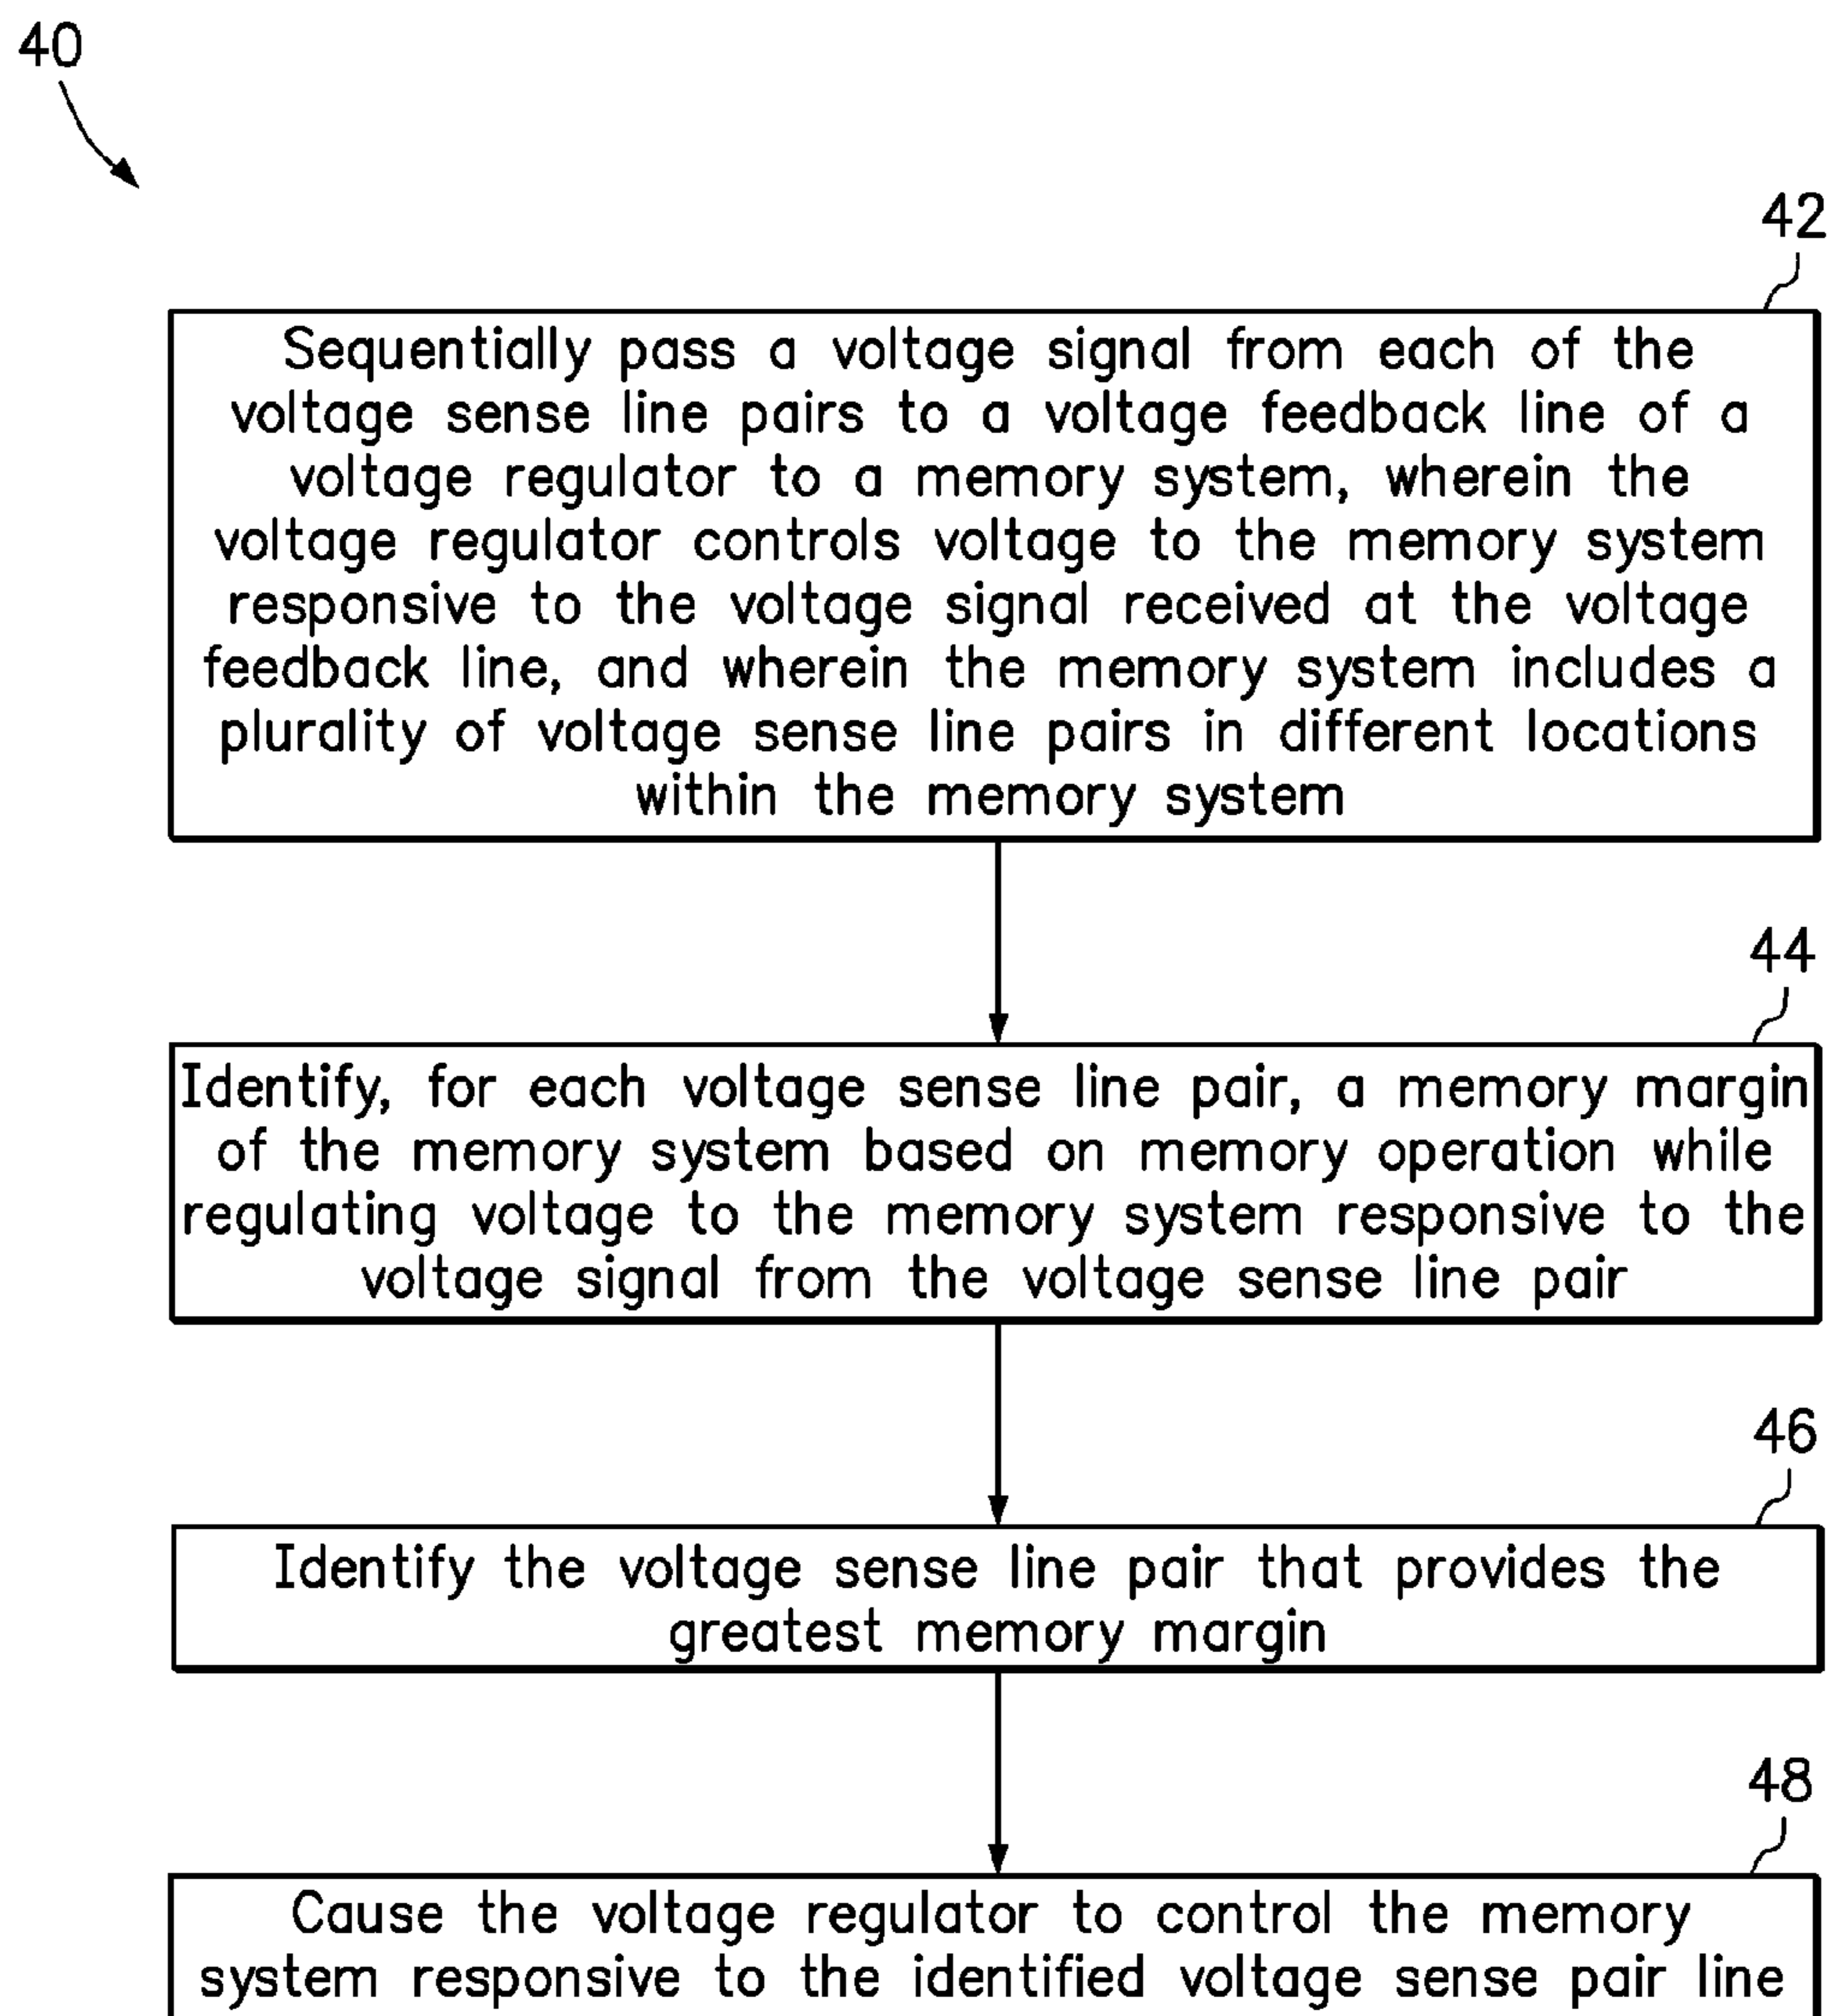 40
42
Sequentially pass a voltage signal from each of the
voltage sense line pairs to a voltage feedback line of a
voltage regulator to a memory system, wherein the
voltage regulator controls voltage to the memory system
responsive to the voltage signal received at the voltage
feedback line, and wherein the memory system includes a
plurality of voltage sense line pairs in different locations
within the memory system
44
Identify, for each voltage sense line pair, a memory margin
of the memory system based on memory operation while
regulating voltage to the memory system responsive to the
voltage signal from the voltage sense line pair
46
Identify the voltage sense line pair that provides the
greatest memory margin
48
Cause the voltage regulator to control the memory
system responsive to the identified voltage sense pair line